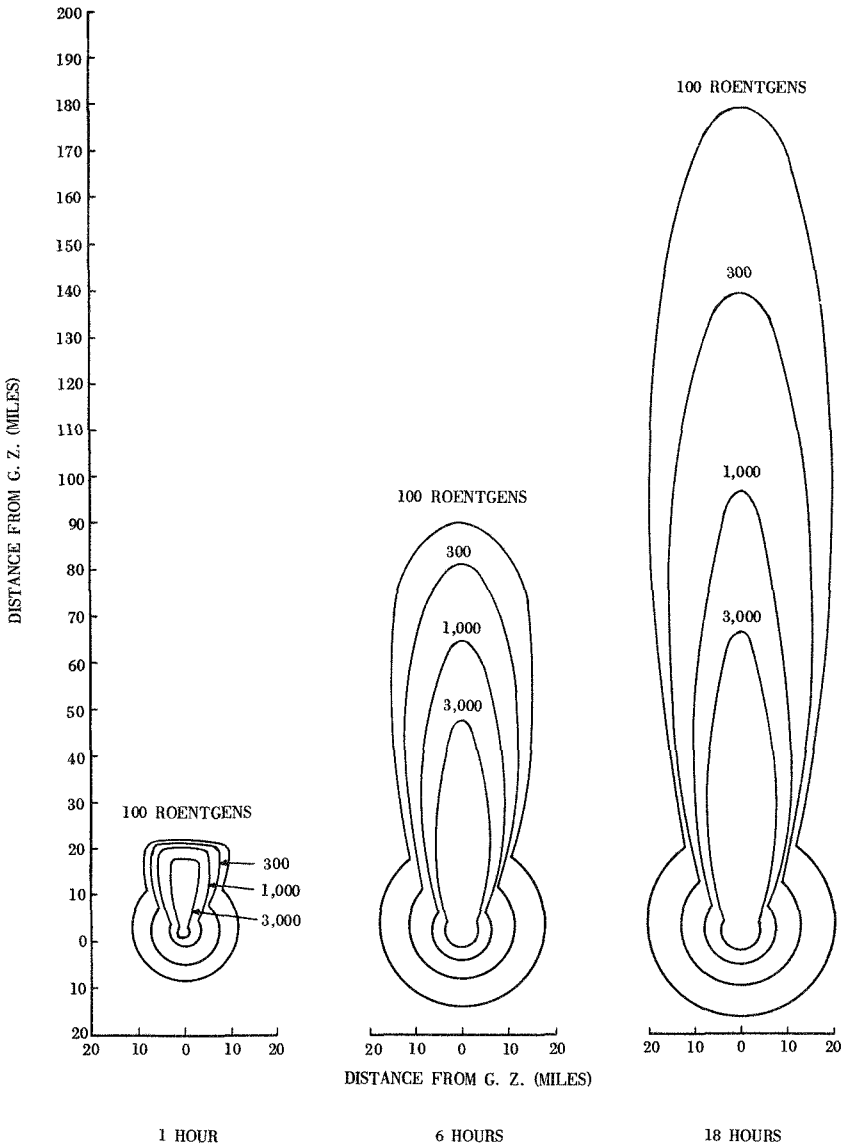 200
190
180
170
160
150
140
130
120
110
100
90
80
70
60
50
40
30
20
10
0
10
20
DISTANCE FROM G. Z. (MILES)
100 ROENTGENS
300
1,000
3,000
20 10 0 10 20
1 HOUR
100 ROENTGENS
300
1,000
3,000
20 10 0 10 20
DISTANCE FROM G. Z. (MILES)
6 HOURS
100 ROENTGENS
300
1,000
3,000
20 10 0 10 20
18 HOURS